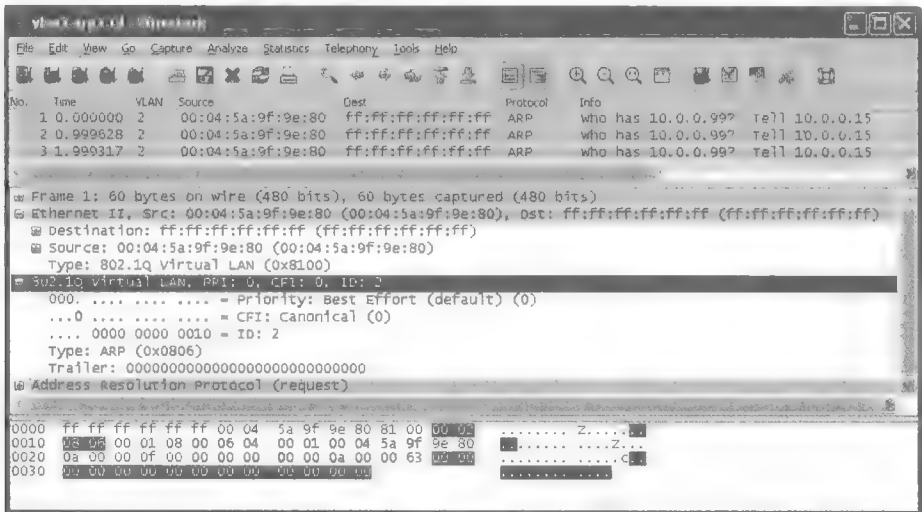 File Edit View Go Capture Analyze Statistics Telephony Tools Help
No. Time VLAN Source Dest Protocol Info
1 0.000000 2 00:04:5a:9f:9e:80 ff:ff:ff:ff:ff:ff ARP who has 10.0.0.99? Tell 10.0.0.15
2 0.999628 2 00:04:5a:9f:9e:80 ff:ff:ff:ff:ff:ff ARP who has 10.0.0.99? Tell 10.0.0.15
3 1.999317 2 00:04:5a:9f:9e:80 ff:ff:ff:ff:ff:ff ARP who has 10.0.0.99? Tell 10.0.0.15
Frame 1: 60 bytes on wire (480 bits), 60 bytes captured (480 bits)
Ethernet II, Src: 00:04:5a:9f:9e:80 (00:04:5a:9f:9e:80), Dst: ff:ff:ff:ff:ff:ff (ff:ff:ff:ff:ff:ff)
Destination: ff:ff:ff:ff:ff:ff (ff:ff:ff:ff:ff:ff)
Source: 00:04:5a:9f:9e:80 (00:04:5a:9f:9e:80)
Type: 802.1Q Virtual LAN (0x8100)
802.1Q Virtual LAN, PRI: 0, CFI: 0, ID: 2
000. .... .... .... = Priority: Best Effort (default) (0)
...0 .... .... .... = CFI: Canonical (0)
.... 0000 0000 0010 = ID: 2
Type: ARP (0x0806)
Trailer: 0000000000000000000000000000
Address Resolution Protocol (request)
0000 ff ff ff ff ff ff 00 04 5a 9f 9e 80 81 00 00 02 ........ Z.......
0010 08 06 00 01 08 00 06 04 00 01 00 04 5a 9f 9e 80 ........ ....Z...
0020 0a 00 00 0f 00 00 00 00 00 00 0a 00 00 63 00 00 ........ .....c..
0030 00 00 00 00 00 00 00 00 00 00 00 00 ........ ....